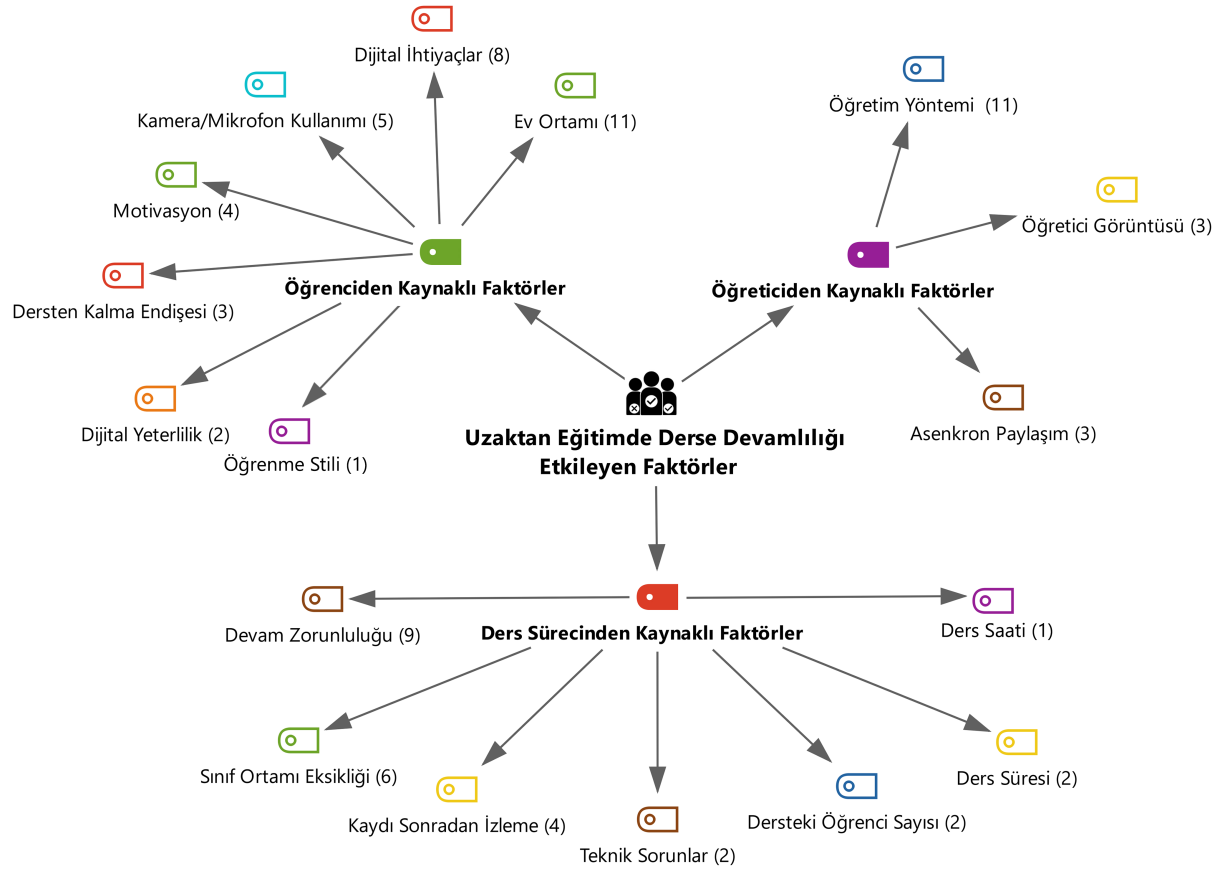 Dijital İhtiyaçlar (8)
Kamera/Mikrofon Kullanımı (5)
Ev Ortamı (11)
Motivasyon (4)
Dersten Kalma Endişesi (3)
Öğrenciden Kaynaklı Faktörler
Dijital Yeterlilik (2)
Öğrenme Stili (1)
Öğretim Yöntemi (11)
Öğretici Görüntüsü (3)
Öğreticiden Kaynaklı Faktörler
Asenkron Paylaşım (3)
Uzaktan Eğitimde Derse Devamlılığı
Etkileyen Faktörler
Ders Sürecinden Kaynaklı Faktörler
Devam Zorunluluğu (9)
Ders Saati (1)
Sınıf Ortamı Eksikliği (6)
Kaydı Sonradan İzleme (4)
Teknik Sorunlar (2)
Dersteki Öğrenci Sayısı (2)
Ders Süresi (2)